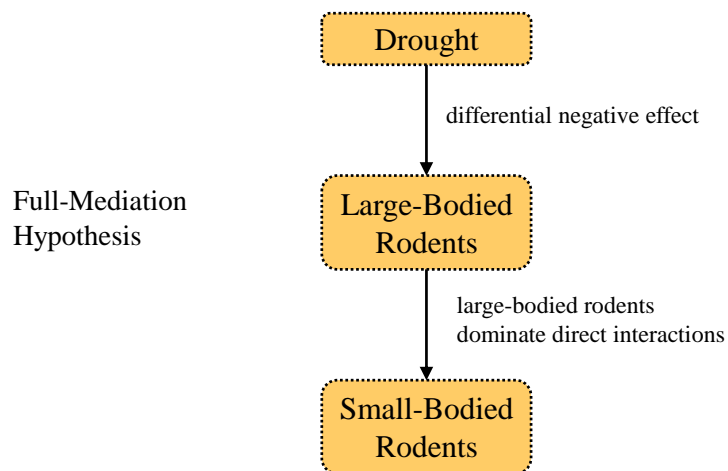 Drought
differential negative effect
Full-Mediation
Hypothesis
Large-Bodied
Rodents
large-bodied rodents
dominate direct interactions
Small-Bodied
Rodents